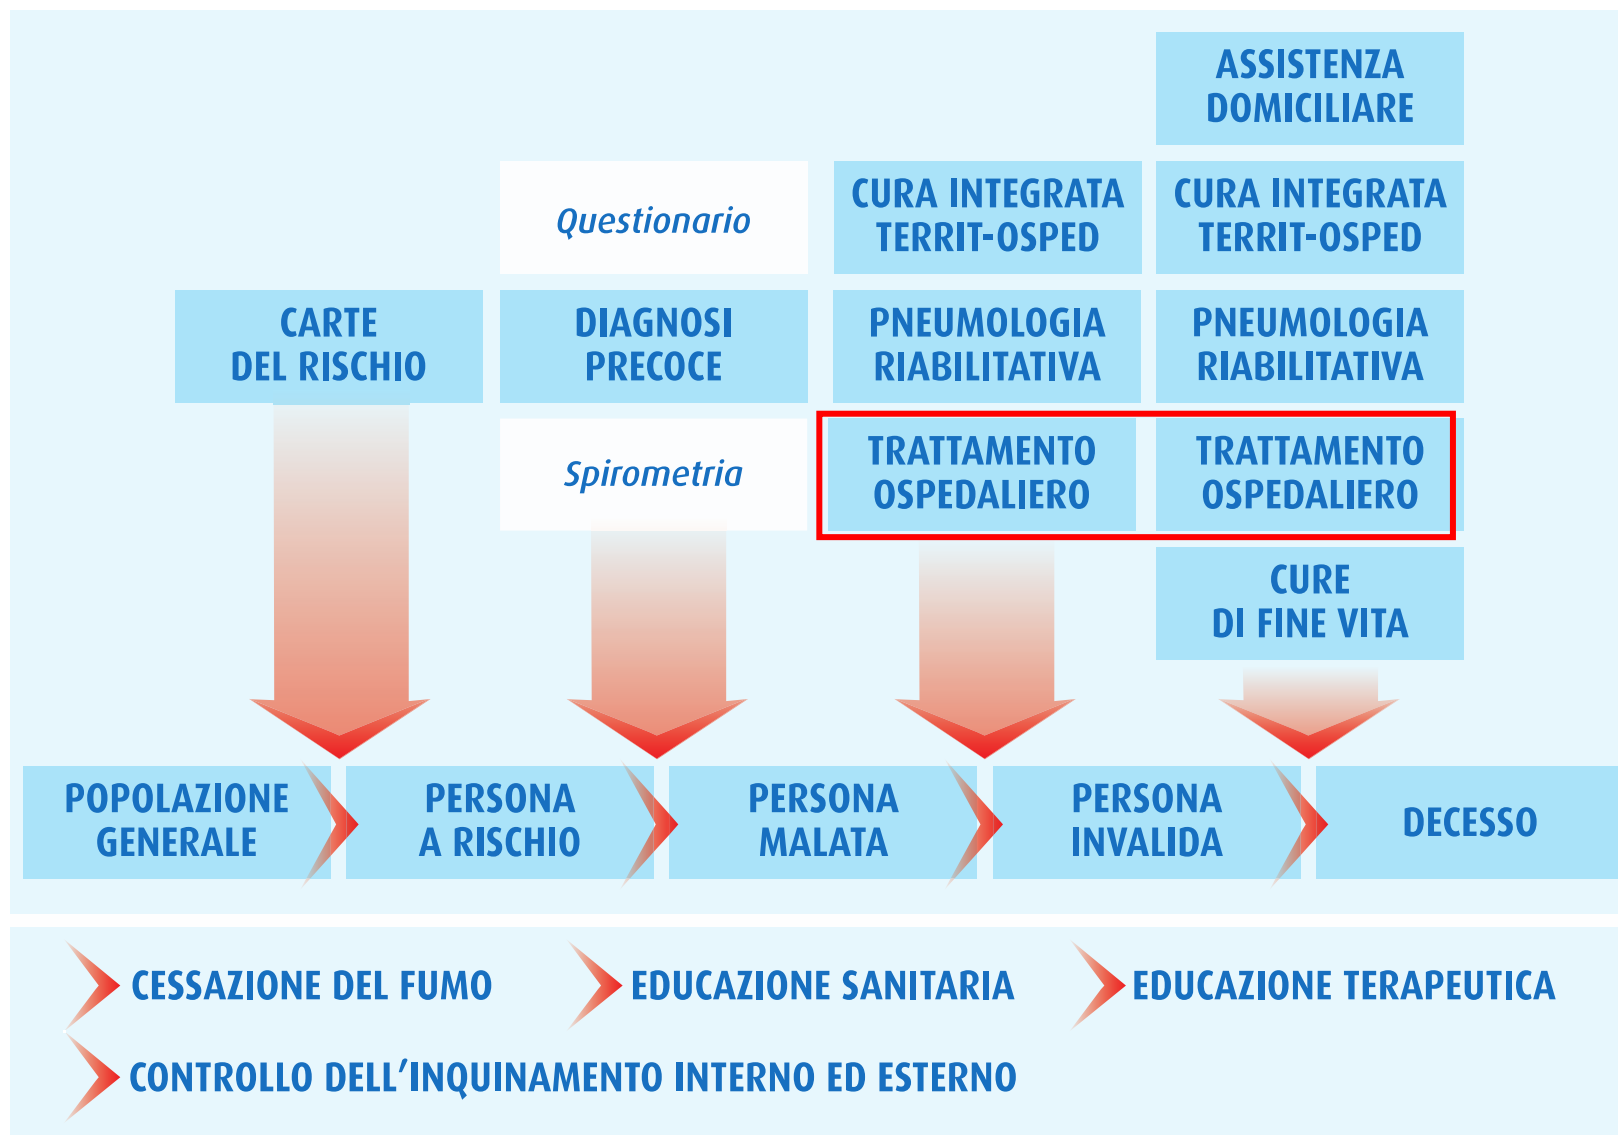 ASSISTENZA
DOMICILIARE
Questionario
CURA INTEGRATA
TERRIT-OSPED
CURA INTEGRATA
TERRIT-OSPED
CARTE
DEL RISCHIO
DIAGNOSI
PRECOCE
PNEUMOLOGIA
RIABILITATIVA
PNEUMOLOGIA
RIABILITATIVA
Spirometria
TRATTAMENTO
OSPEDALIERO
TRATTAMENTO
OSPEDALIERO
CURE
DI FINE VITA
POPOLAZIONE
GENERALE
PERSONA
A RISCHIO
PERSONA
MALATA
PERSONA
INVALIDA
DECESSO
CESSAZIONE DEL FUMO
EDUCAZIONE SANITARIA
EDUCAZIONE TERAPEUTICA
CONTROLLO DELL'INQUINAMENTO INTERNO ED ESTERNO